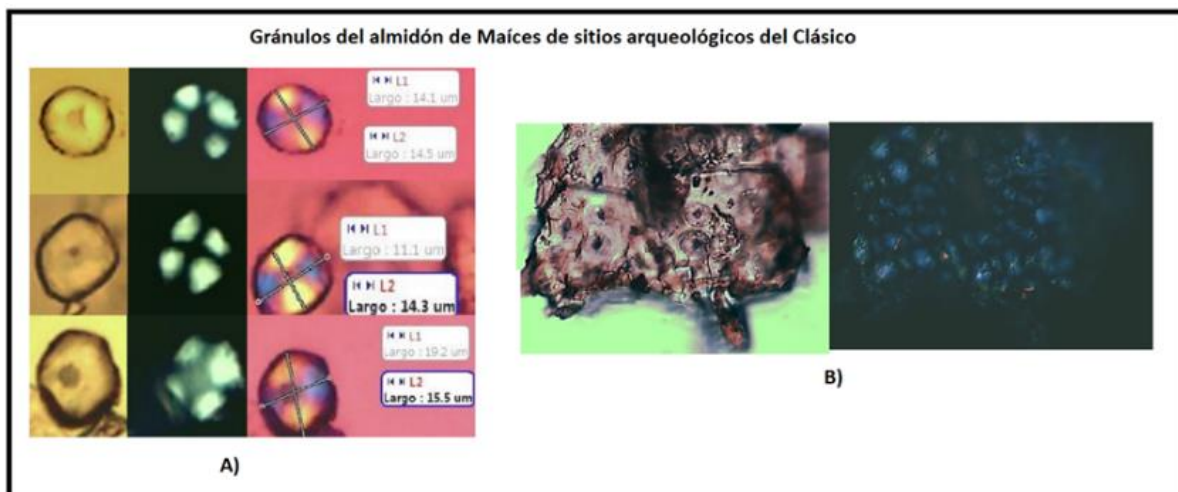 Gránulos del almidón de Maíces de sitios arqueológicos del Clásico
L1
Largo : 14.1 um
L2
Largo : 14.5 um
L1
Largo : 11.1 um
L2
Largo : 14.3 um
L1
Largo : 19.2 um
L2
Largo : 15.5 um
A)
B)